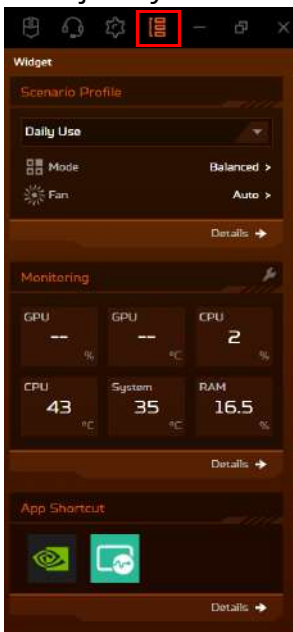 Widget
Scenario Profile
Daily Use
Mode Balanced >
Fan Auto >
Details →
Monitoring
GPU GPU CPU
-- -- 2
% °C %
CPU System RAM
43 35 16.5
°C °C %
Details →
App Shortcut
Details →